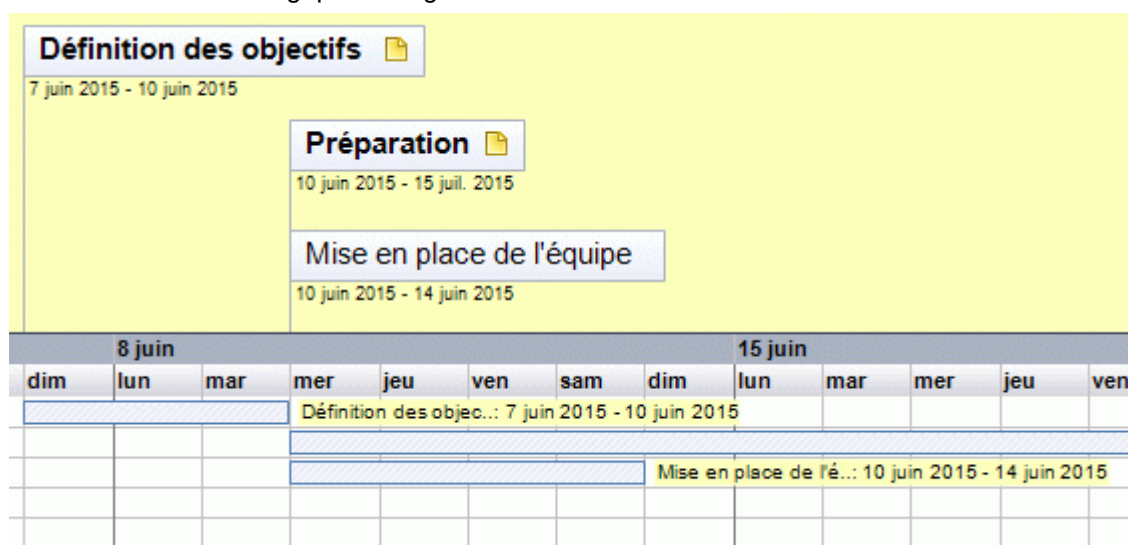 Définition des objectifs
7 juin 2015 - 10 juin 2015
Préparation
10 juin 2015 - 15 juil. 2015
Mise en place de l'équipe
10 juin 2015 - 14 juin 2015
8 juin 15 juin
dim lun mar mer jeu ven sam dim lun mar mer jeu ven
Définition des objec..: 7 juin 2015 - 10 juin 2015
Mise en place de l'é..: 10 juin 2015 - 14 juin 2015